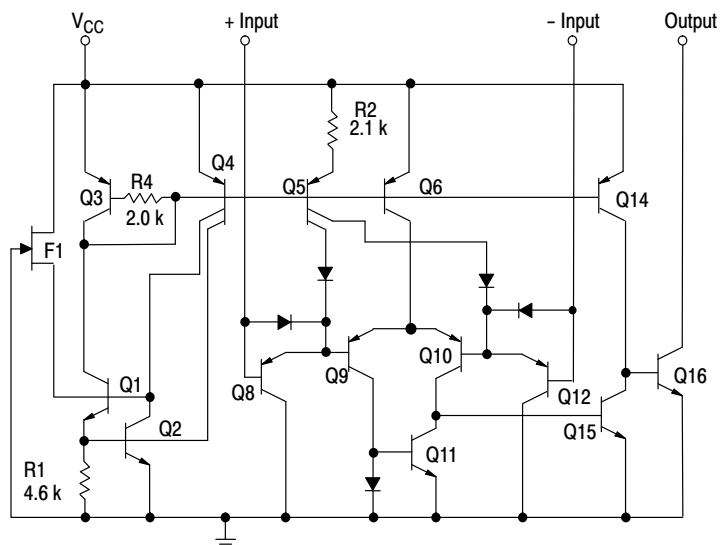 VCC
+ Input
– Input
Output
R2
2.1 k
Q4
Q3
R4
Q5
Q6
Q14
2.0 k
F1
Q1
Q8
Q9
Q10
Q12
Q16
Q2
Q15
Q11
R1
4.6 k